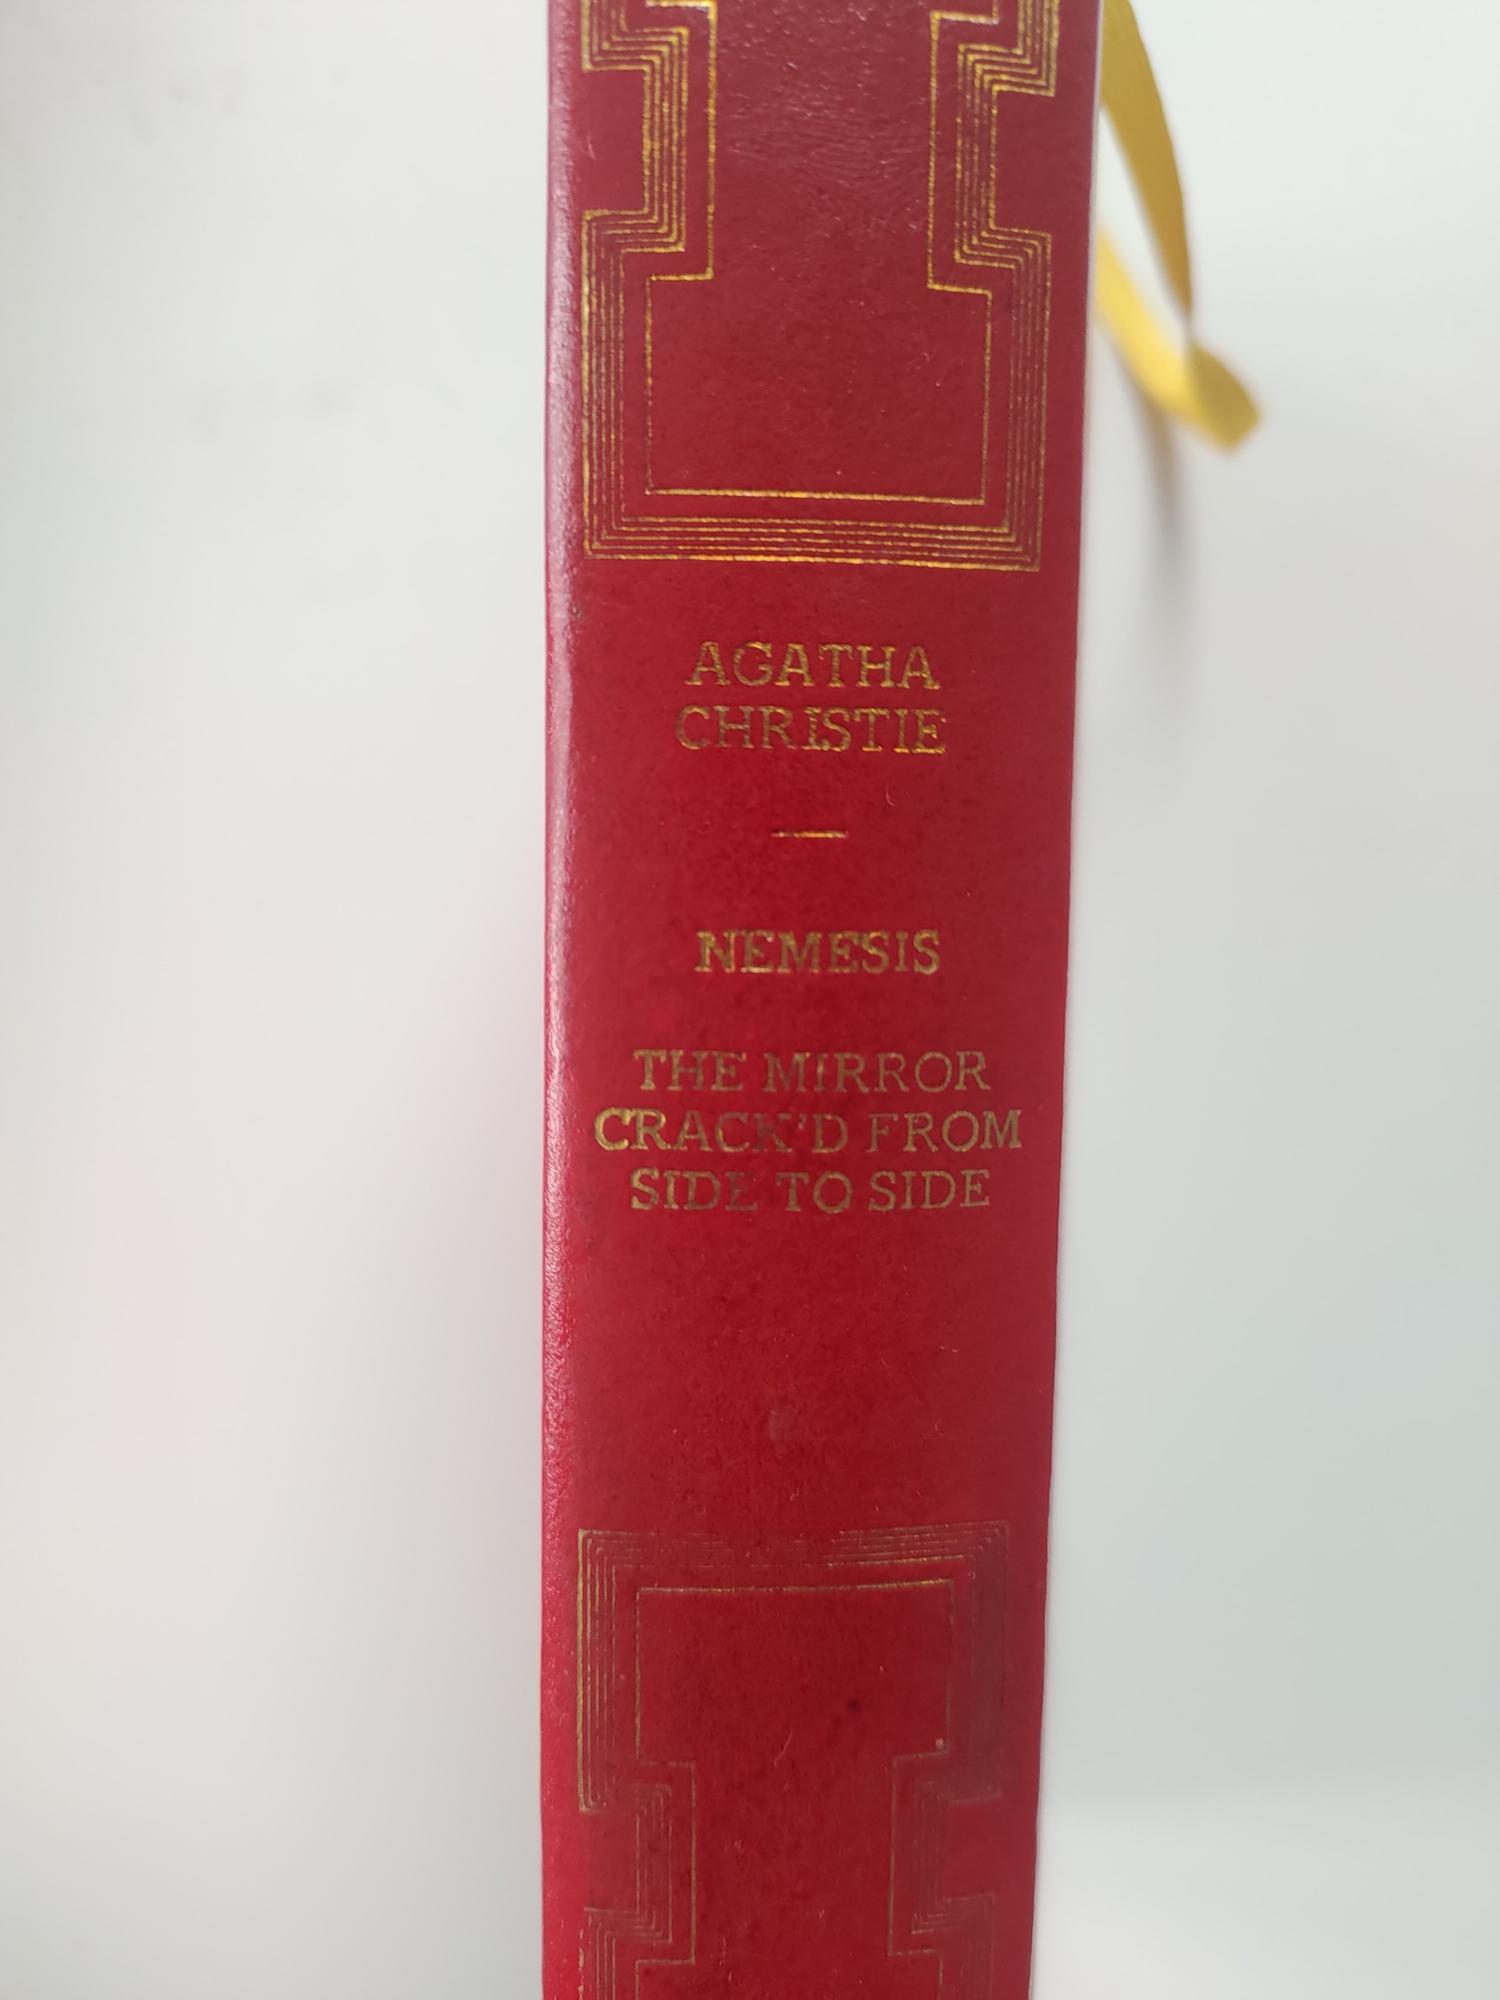 AGATHA
CHRISTIE
—
NEMESIS
THE MIRROR
CRACK'D FROM
SIDE TO SIDE